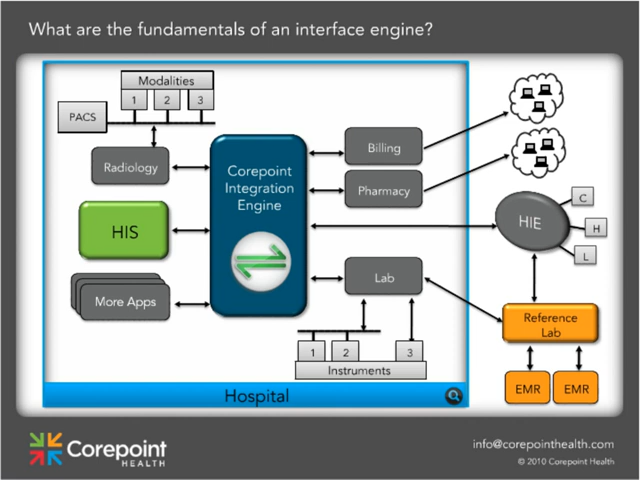 What are the fundamentals of an interface engine?
Modalities
1 2 3
PACS
Radiology
Corepoint
Integration
Engine
Billing
Pharmacy
HIS
HIE
C
H
L
More Apps
Lab
Reference
Lab
1 2 3
Instruments
EMR EMR
Hospital
Corepoint
HEALTH
info@corepointhealth.com
© 2010 Corepoint Health